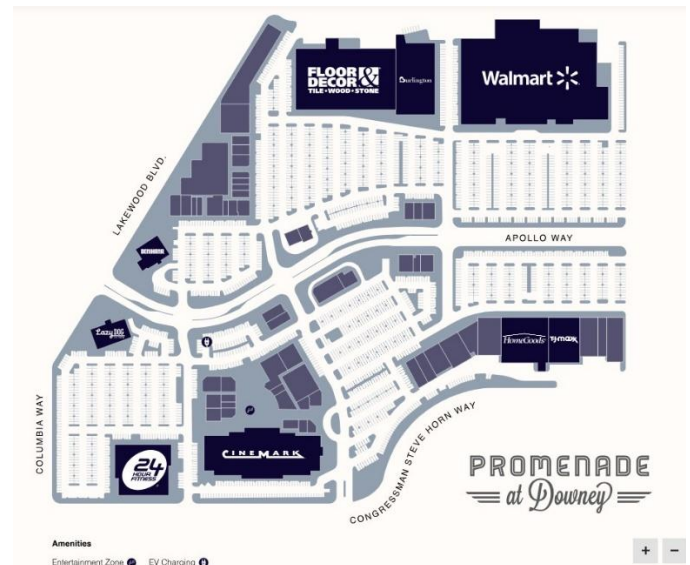 FLOOR
& DECOR
TILE • WOOD • STONE
Burlington
Walmart
LAKEWOOD BLVD.
BENIHANA
APOLLO WAY
Lazy DOG
HomeGoods
T.J.maxx
COLUMBIA WAY
CINEMARK
24
HOUR
FITNESS
CONGRESSMAN STEVE HORN WAY
PROMENADE
at Downey
Amenities
Entertainment Zone
EV Charging
+ −